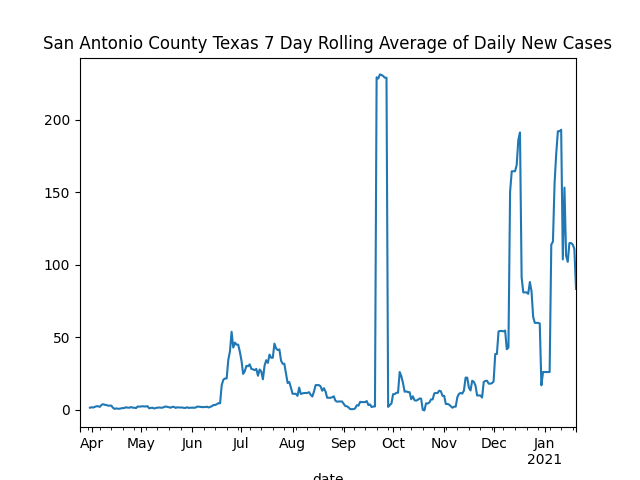 San Antonio County Texas 7 Day Rolling Average of Daily New Cases
200
150
100
50
0
Apr May Jun Jul Aug Sep Oct Nov Dec Jan
2021
date